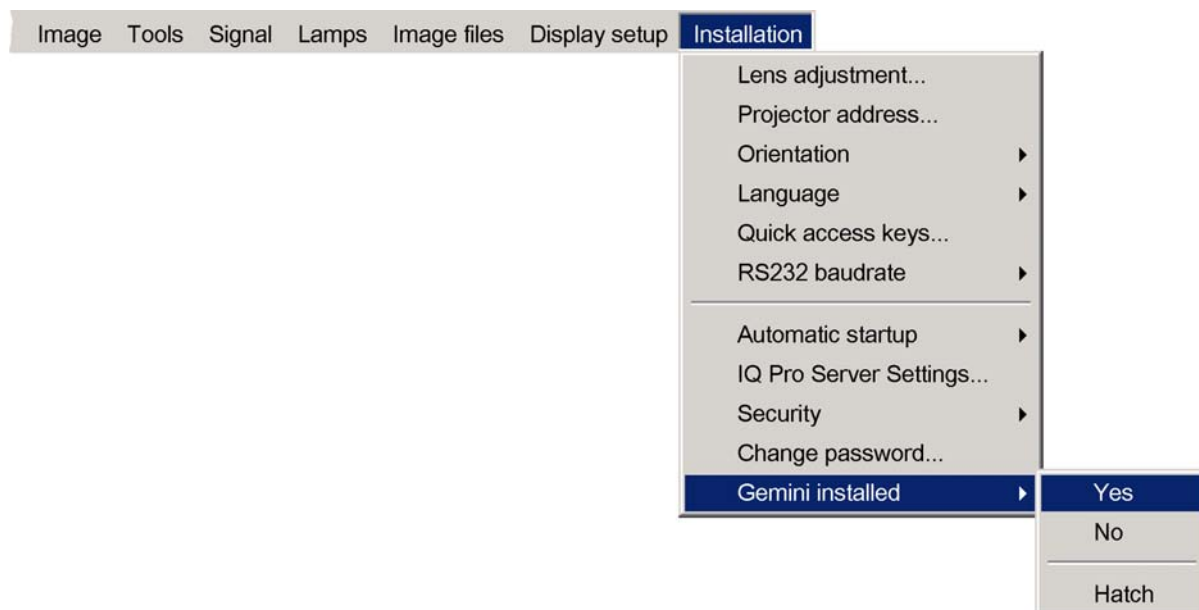 Image Tools Signal Lamps Image files Display setup Installation
Lens adjustment...
Projector address...
Orientation
Language
Quick access keys...
RS232 baudrate
Automatic startup
IQ Pro Server Settings...
Security
Change password...
Gemini installed
Yes
No
Hatch